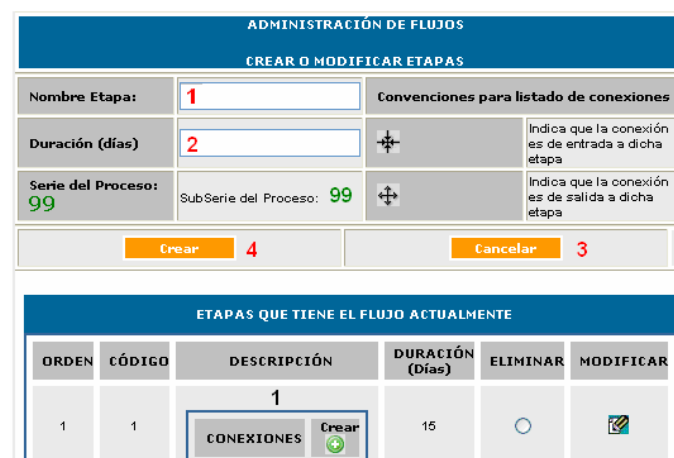 ADMINISTRACIÓN DE FLUJOS
CREAR O MODIFICAR ETAPAS
Nombre Etapa: 1 Convenciones para listado de conexiones
Duración (días) 2 Indica que la conexión
es de entrada a dicha
etapa
Serie del Proceso:
99 SubSerie del Proceso: 99 Indica que la conexión
es de salida a dicha
etapa
Crear 4 Cancelar 3
ETAPAS QUE TIENE EL FLUJO ACTUALMENTE
ORDEN CÓDIGO DESCRIPCIÓN DURACIÓN
(Días) ELIMINAR MODIFICAR
1
1 1 CONEXIONES Crear 15